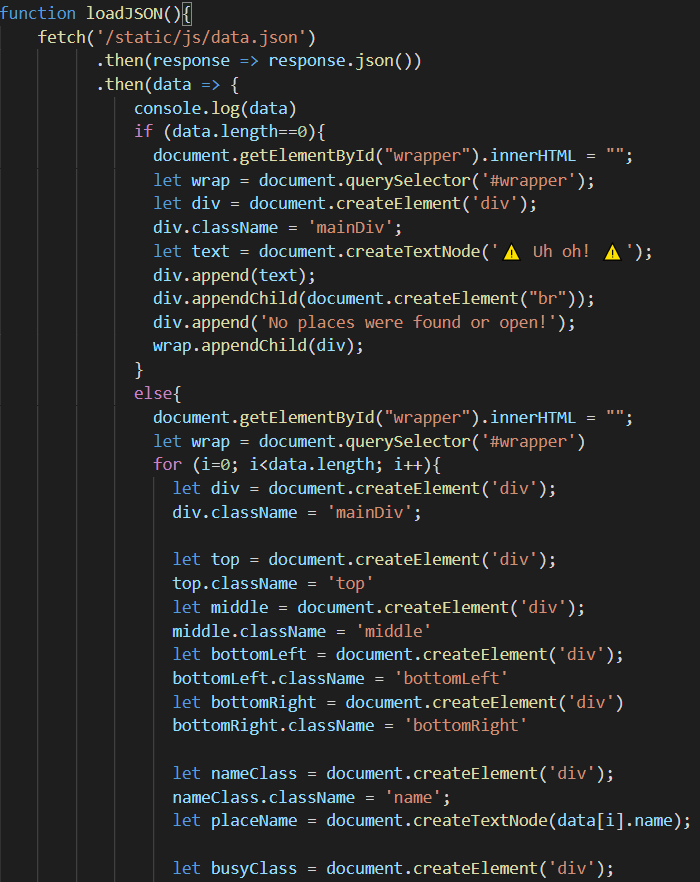 function loadJSON(){
    fetch('/static/js/data.json')
          .then(response => response.json())
          .then(data => {
              console.log(data)
              if (data.length==0){
                document.getElementById("wrapper").innerHTML = "";
                let wrap = document.querySelector('#wrapper');
                let div = document.createElement('div');
                div.className = 'mainDiv';
                let text = document.createTextNode('⚠️ Uh oh! ⚠️');
                div.append(text);
                div.appendChild(document.createElement("br"));
                div.append('No places were found or open!');
                wrap.appendChild(div);
              }
              else{
                document.getElementById("wrapper").innerHTML = "";
                let wrap = document.querySelector('#wrapper')
                for (i=0; i<data.length; i++){
                  let div = document.createElement('div');
                  div.className = 'mainDiv';

                  let top = document.createElement('div');
                  top.className = 'top'
                  let middle = document.createElement('div');
                  middle.className = 'middle'
                  let bottomLeft = document.createElement('div');
                  bottomLeft.className = 'bottomLeft'
                  let bottomRight = document.createElement('div')
                  bottomRight.className = 'bottomRight'

                  let nameClass = document.createElement('div');
                  nameClass.className = 'name';
                  let placeName = document.createTextNode(data[i].name);

                  let busyClass = document.createElement('div');